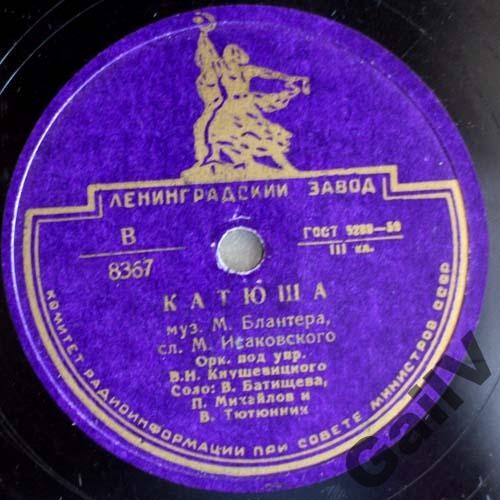 ЛЕНИНГРАДСКИЙ ЗАВОД
В
8367
ГОСТ 5289—50
III кл.
КАТЮША
муз. М. Блантера,
сл. М. Исаковского
Орк. под упр.
В.Н. Кнушевицкого
Соло: В. Батищева,
П. Михайлов и
В. Тютюнник
КОМИТЕТ РАДИОИНФОРМАЦИИ ПРИ СОВЕТЕ МИНИСТРОВ СССР
GalIV